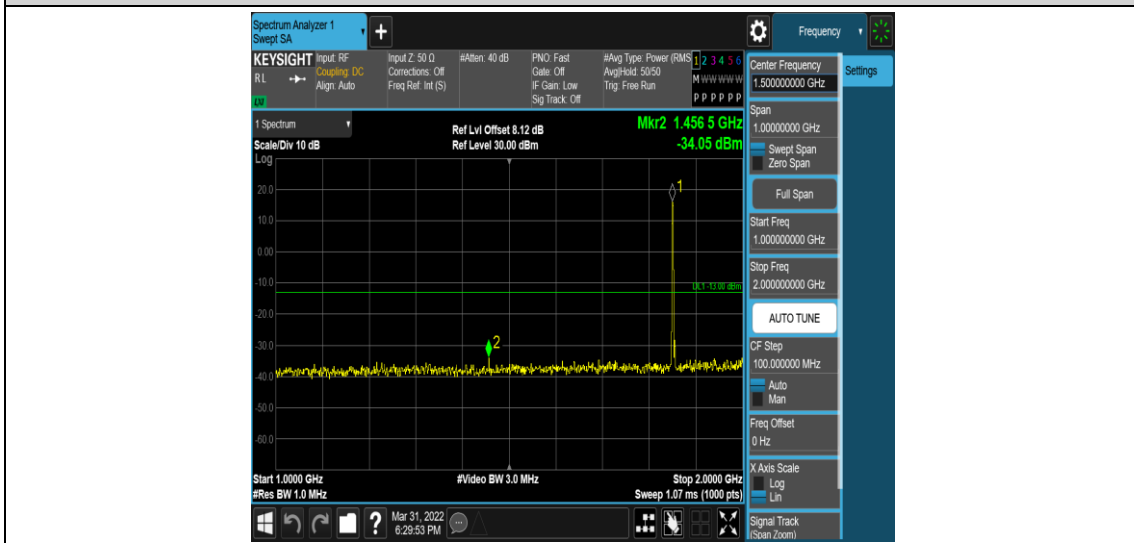 Spectrum Analyzer 1
Swept SA
Frequency
KEYSIGHT
RL
LXI
Input: RF
Coupling: DC
Align: Auto
Input Z: 50 Ω
Corrections: Off
Freq Ref: Int (S)
#Atten: 40 dB
PNO: Fast
Gate: Off
IF Gain: Low
Sig Track: Off
#Avg Type: Power (RMS
Avg|Hold: 50/50
Trig: Free Run
1 2 3 4 5 6
M W W W W W
P P P P P P
1 Spectrum
Scale/Div 10 dB
Ref Lvl Offset 8.12 dB
Ref Level 30.00 dBm
Mkr2 1.456 5 GHz
-34.05 dBm
Log
20.0
10.0
0.00
-10.0
-20.0
-30.0
-40.0
-50.0
-60.0
1
2
DL1 -13.00 dBm
Start 1.0000 GHz
#Res BW 1.0 MHz
#Video BW 3.0 MHz
Stop 2.0000 GHz
Sweep 1.07 ms (1000 pts)
Center Frequency
1.500000000 GHz
Settings
Span
1.00000000 GHz
Swept Span
Zero Span
Full Span
Start Freq
1.000000000 GHz
Stop Freq
2.000000000 GHz
AUTO TUNE
CF Step
100.000000 MHz
Auto
Man
Freq Offset
0 Hz
X Axis Scale
Log
Lin
Signal Track
(Span Zoom)
?
Mar 31, 2022
6:29:53 PM